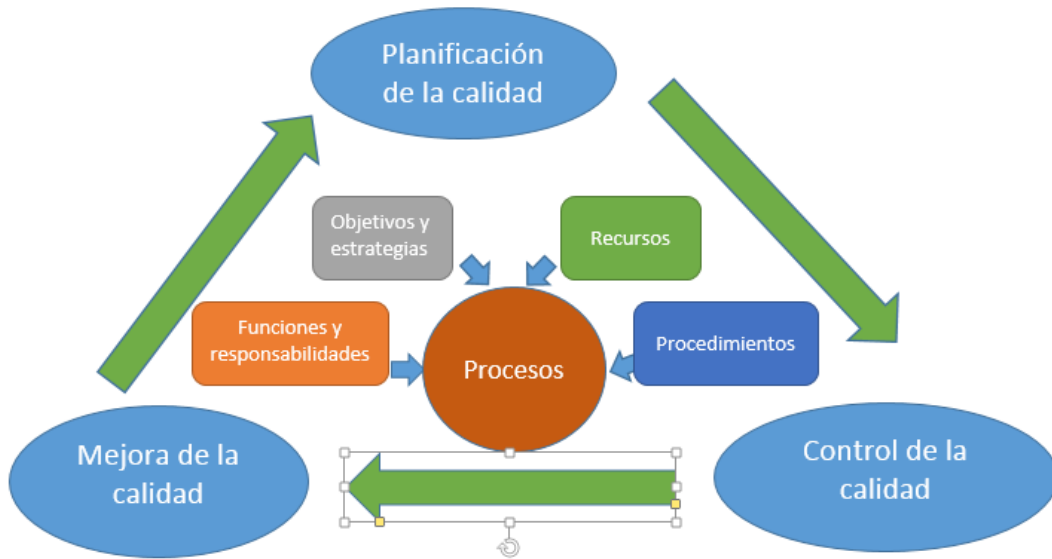 Planificación
de la calidad
Objetivos y
estrategias
Recursos
Funciones y
responsabilidades
Procedimientos
Procesos
Mejora de la
calidad
Control de la
calidad